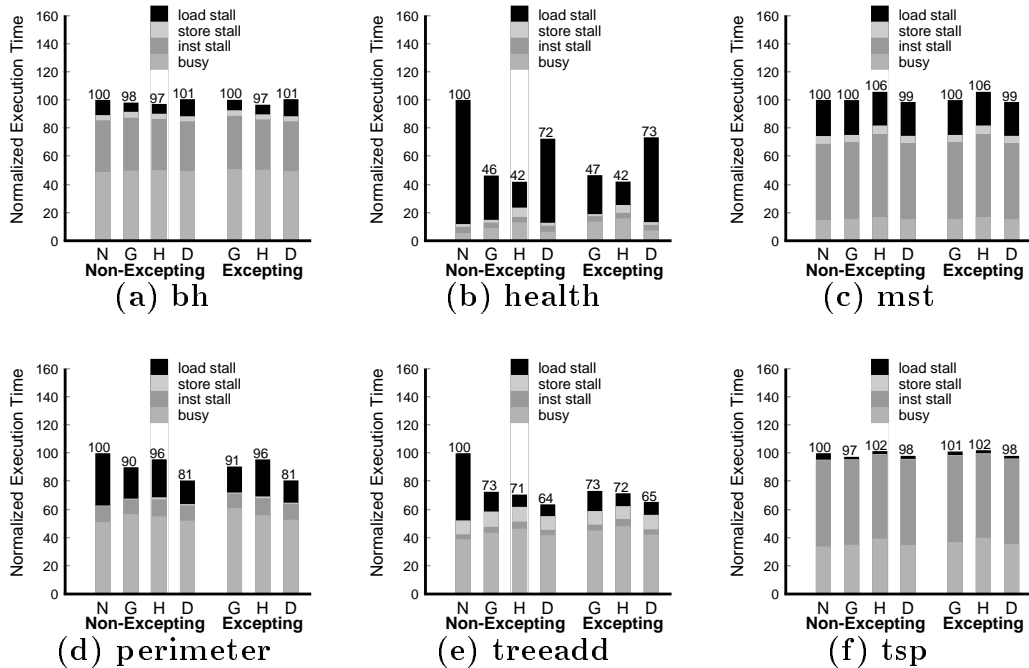 Normalized Execution Time
160
140
120
100
80
60
40
20
0
load stall
store stall
inst stall
busy
100 98 97 101 100 97 101
N G H D G H D
Non-Excepting Excepting
(a) bh
Normalized Execution Time
160
140
120
100
80
60
40
20
0
load stall
store stall
inst stall
busy
100 46 42 72 47 42 73
N G H D G H D
Non-Excepting Excepting
(b) health
Normalized Execution Time
160
140
120
100
80
60
40
20
0
load stall
store stall
inst stall
busy
100 100 106 99 100 106 99
N G H D G H D
Non-Excepting Excepting
(c) mst
Normalized Execution Time
160
140
120
100
80
60
40
20
0
load stall
store stall
inst stall
busy
100 90 96 81 91 96 81
N G H D G H D
Non-Excepting Excepting
(d) perimeter
Normalized Execution Time
160
140
120
100
80
60
40
20
0
load stall
store stall
inst stall
busy
100 73 71 64 73 72 65
N G H D G H D
Non-Excepting Excepting
(e) treeadd
Normalized Execution Time
160
140
120
100
80
60
40
20
0
load stall
store stall
inst stall
busy
100 97 102 98 101 102 98
N G H D G H D
Non-Excepting Excepting
(f) tsp